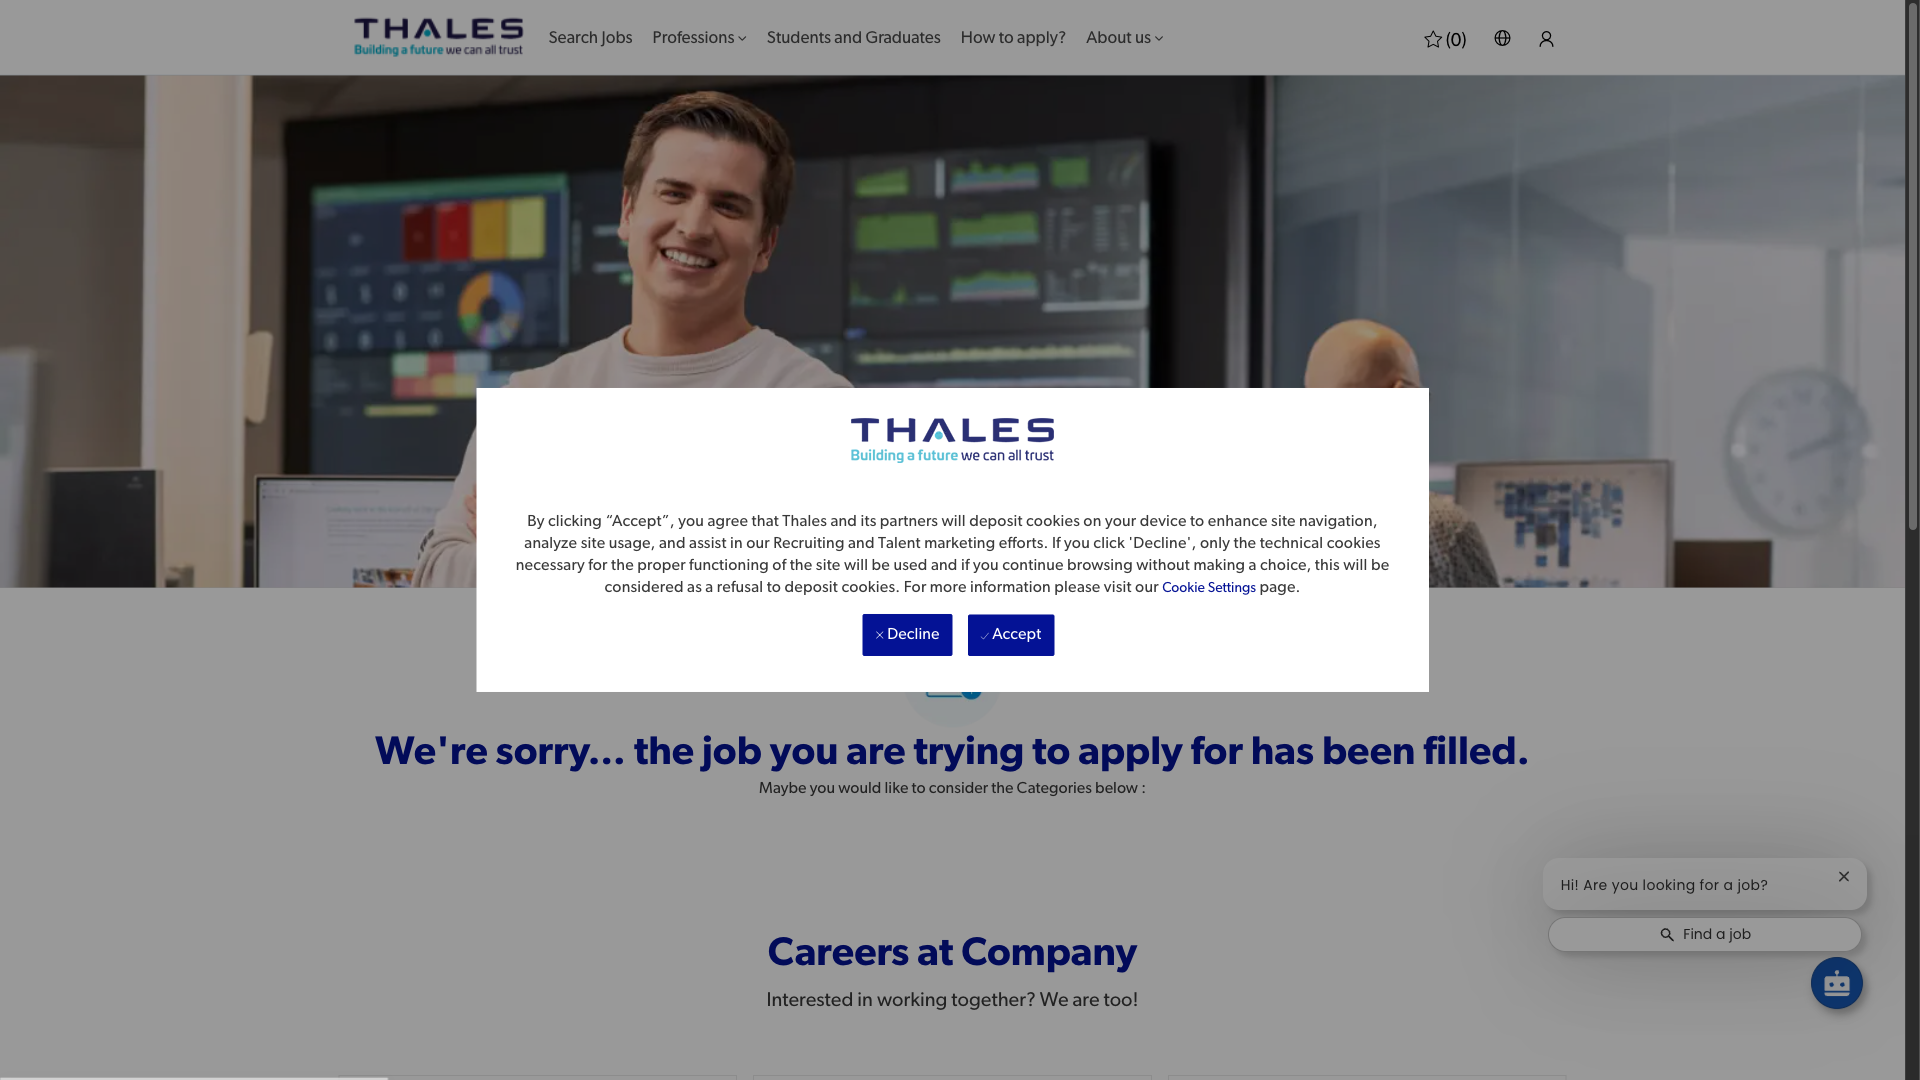 THALES
Building a future we can all trust
Search Jobs
Professions
Students and Graduates
How to apply?
About us
(0)
THALES
Building a future we can all trust
By clicking “Accept”, you agree that Thales and its partners will deposit cookies on your device to enhance site navigation,
analyze site usage, and assist in our Recruiting and Talent marketing efforts. If you click 'Decline', only the technical cookies
necessary for the proper functioning of the site will be used and if you continue browsing without making a choice, this will be
considered as a refusal to deposit cookies. For more information please visit our Cookie Settings page.
Decline
Accept
We're sorry… the job you are trying to apply for has been filled.
Maybe you would like to consider the Categories below :
Hi! Are you looking for a job?
Find a job
Careers at Company
Interested in working together? We are too!